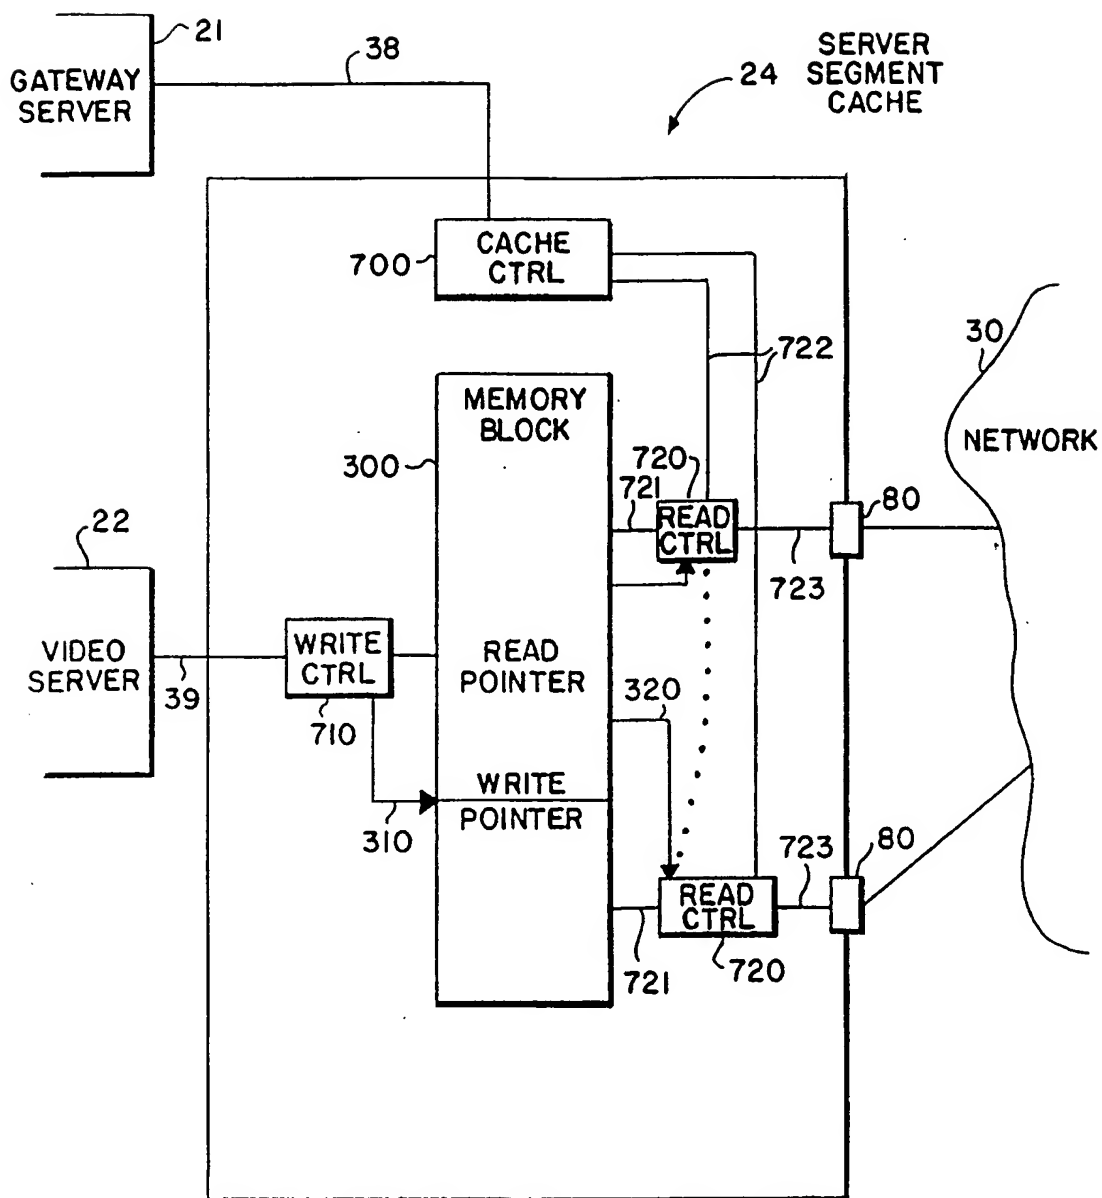 21
GATEWAY
SERVER
38
24
SERVER
SEGMENT
CACHE
700
CACHE
CTRL
722
30
NETWORK
MEMORY
BLOCK
300
720
721
READ
CTRL
80
723
22
VIDEO
SERVER
39
WRITE
CTRL
710
READ
POINTER
320
WRITE
POINTER
310
723
80
READ
CTRL
721
720